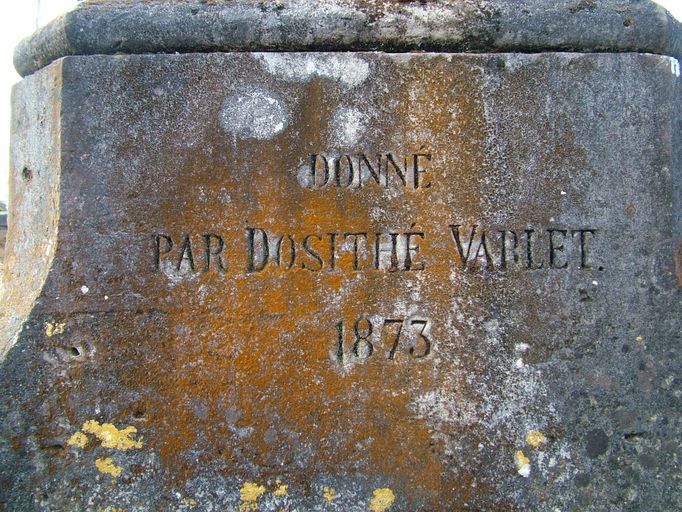 DONNÉ
PAR DOSITHÉ VARLET.
1873